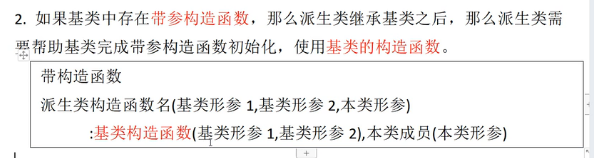 2. 如果基类中存在带参构造函数，那么派生类继承基类之后，那么派生类需
要帮助基类完成带参构造函数初始化，使用基类的构造函数。
带构造函数
派生类构造函数名(基类形参 1,基类形参 2,本类形参)
:基类构造函数(基类形参 1,基类形参 2),本类成员(本类形参)